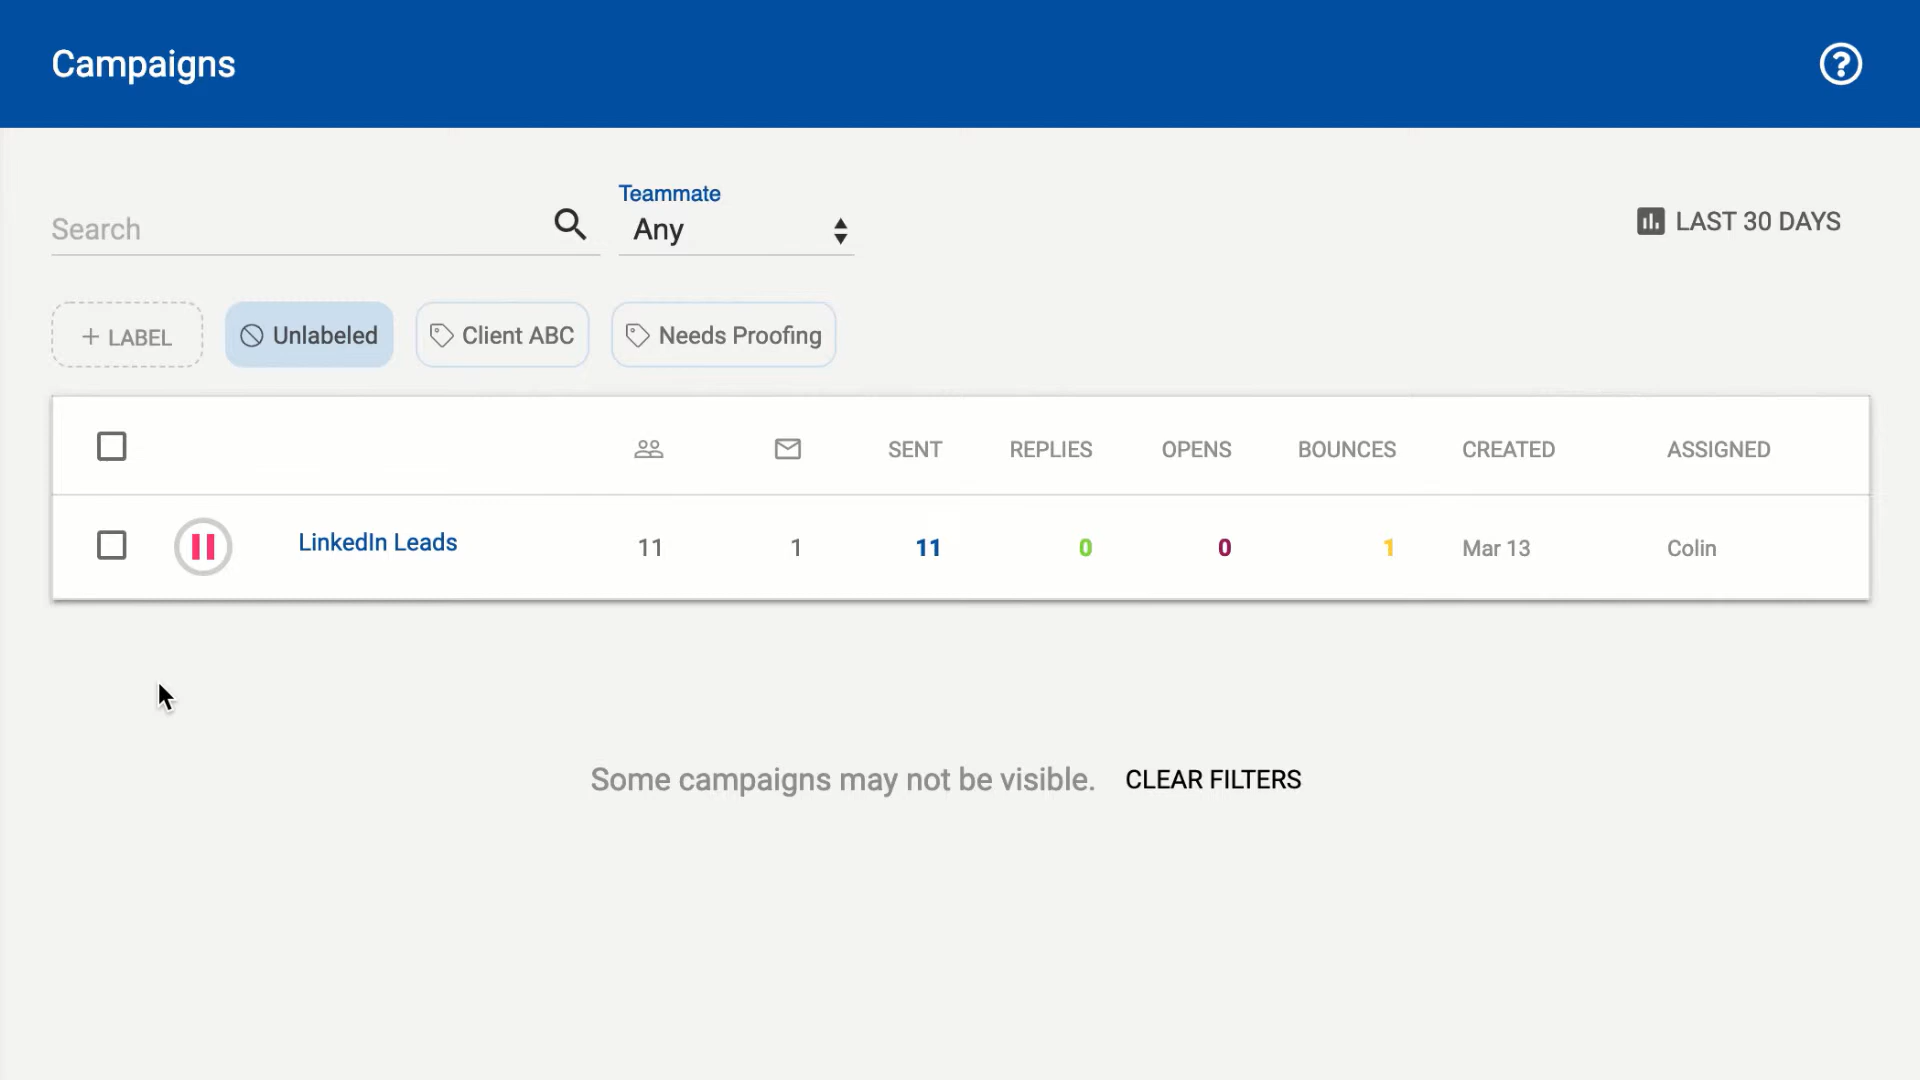 Campaigns
Teammate
Search
Any
LAST 30 DAYS
+ LABEL
Unlabeled
Client ABC
Needs Proofing
SENT REPLIES OPENS BOUNCES CREATED ASSIGNED
LinkedIn Leads 11 1 11 0 0 1 Mar 13 Colin
Some campaigns may not be visible. CLEAR FILTERS